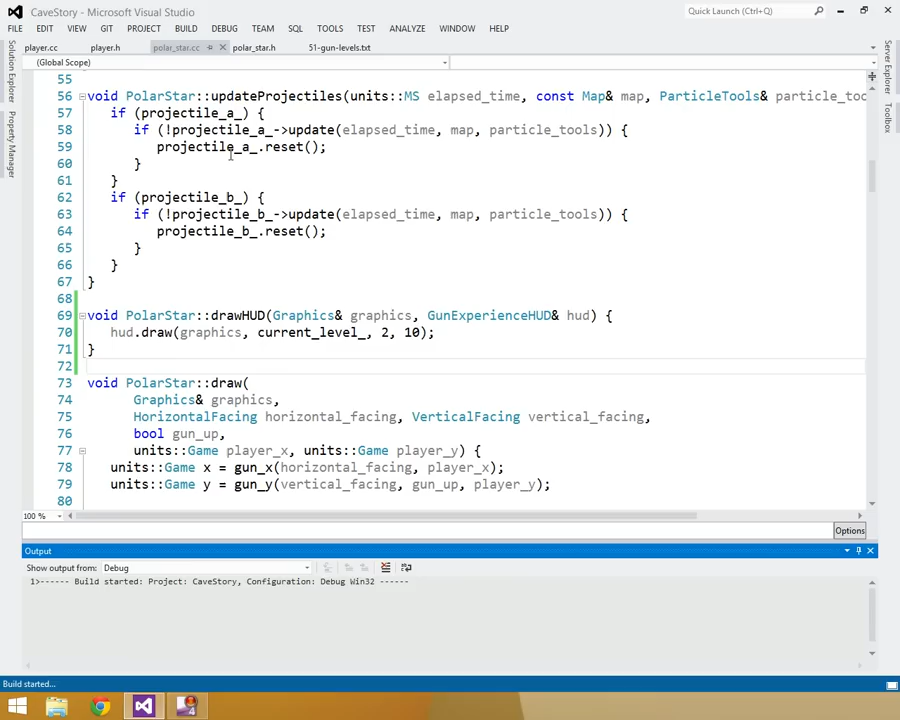 CaveStory - Microsoft Visual Studio
Quick Launch (Ctrl+Q)
FILE EDIT VIEW GIT PROJECT BUILD DEBUG TEAM SQL TOOLS TEST ANALYZE WINDOW HELP
player.cc player.h polar_star.cc polar_star.h 51-gun-levels.txt
(Global Scope)
Solution Explorer
Property Manager
Server Explorer
Toolbox
55
56 void PolarStar::updateProjectiles(units::MS elapsed_time, const Map& map, ParticleTools& particle_too
57 if (projectile_a_) {
58 if (!projectile_a_->update(elapsed_time, map, particle_tools)) {
59 projectile_a_.reset();
60 }
61 }
62 if (projectile_b_) {
63 if (!projectile_b_->update(elapsed_time, map, particle_tools)) {
64 projectile_b_.reset();
65 }
66 }
67 }
68
69 void PolarStar::drawHUD(Graphics& graphics, GunExperienceHUD& hud) {
70 hud.draw(graphics, current_level_, 2, 10);
71 }
72
73 void PolarStar::draw(
74 Graphics& graphics,
75 HorizontalFacing horizontal_facing, VerticalFacing vertical_facing,
76 bool gun_up,
77 units::Game player_x, units::Game player_y) {
78 units::Game x = gun_x(horizontal_facing, player_x);
79 units::Game y = gun_y(vertical_facing, gun_up, player_y);
80
100 %
Options
Output
Show output from: Debug
1>------ Build started: Project: CaveStory, Configuration: Debug Win32 ------
Build started...